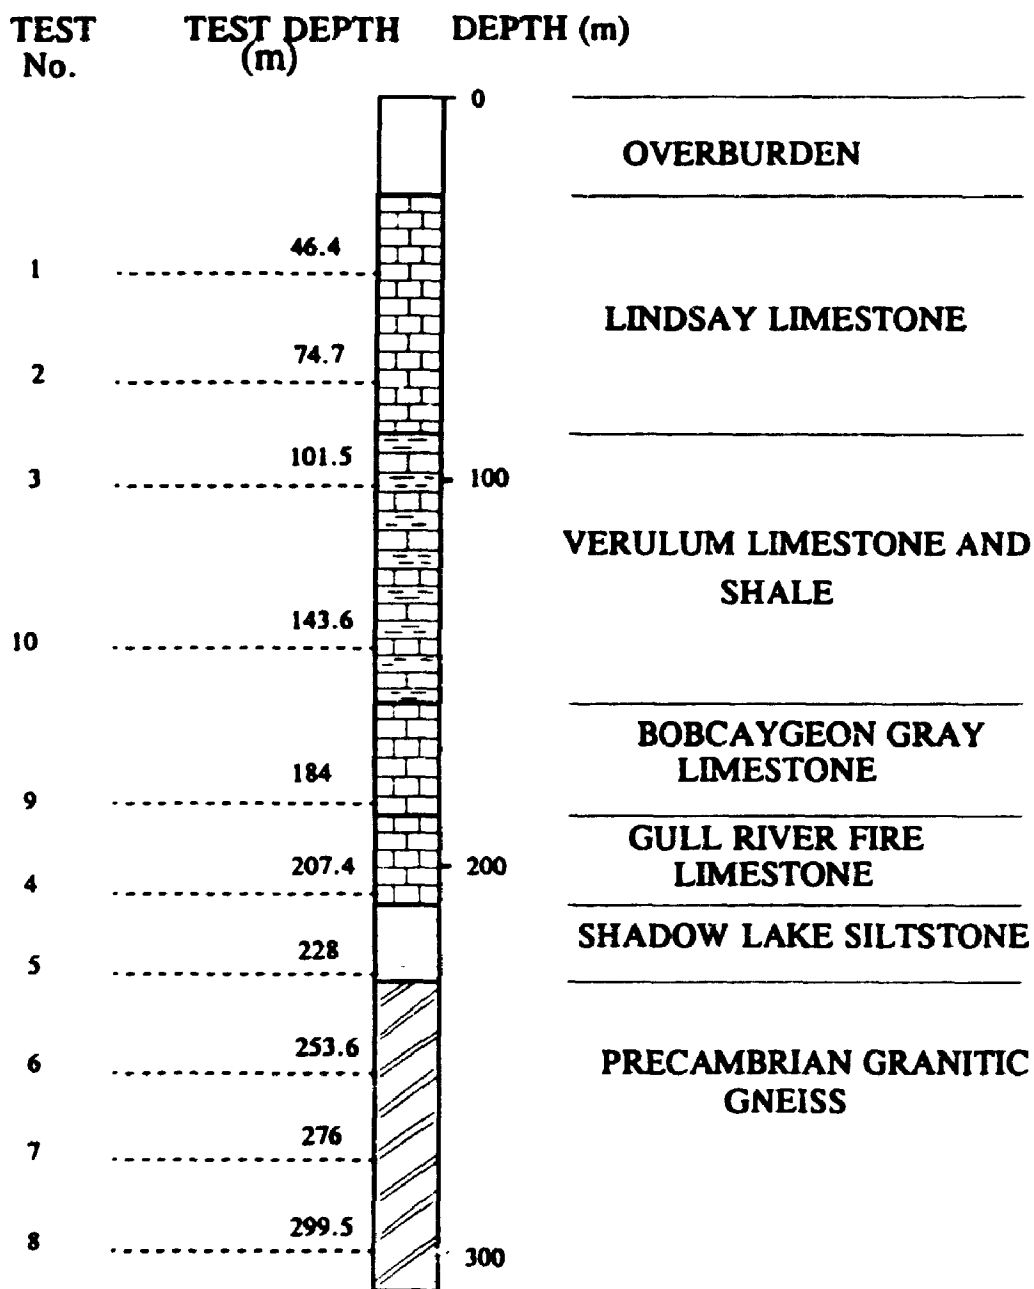 TEST TEST DEPTH DEPTH (m)
No. (m)
0
OVERBURDEN
46.4
1
LINDSAY LIMESTONE
74.7
2
101.5
3
100
VERULUM LIMESTONE AND
SHALE
143.6
10
BOBCAYGEON GRAY
LIMESTONE
184
9
GULL RIVER FIRE
LIMESTONE
207.4
200
4
SHADOW LAKE SILTSTONE
228
5
253.6
6
PRECAMBRIAN GRANITIC
GNEISS
276
7
299.5
8
300